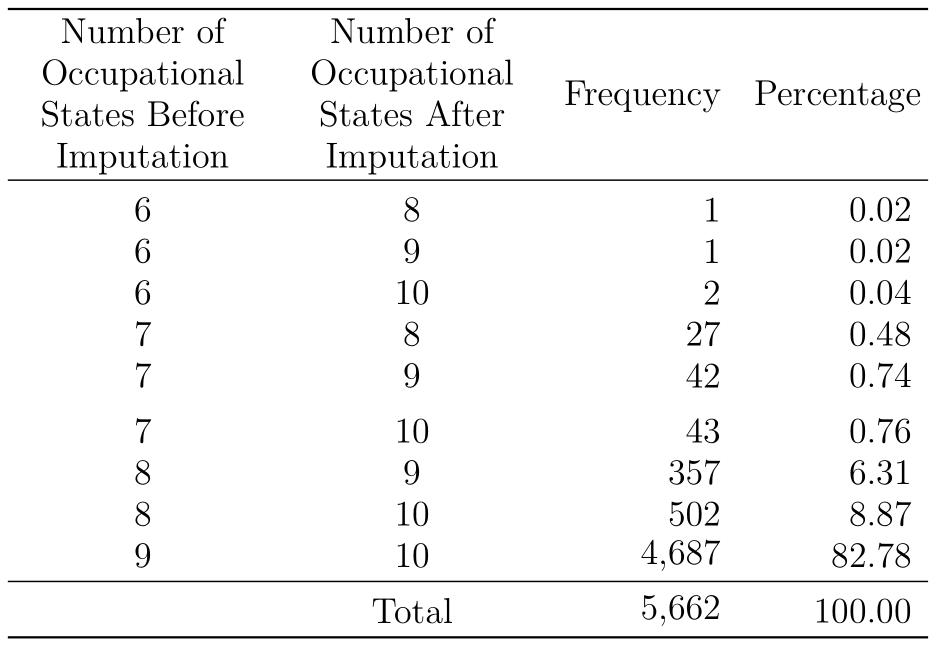 Number of Number of
Occupational Occupational
States Before States After Frequency Percentage
Imputation Imputation
6 8 1 0.02
6 9 1 0.02
6 10 2 0.04
7 8 27 0.48
7 9 42 0.74
7 10 43 0.76
8 9 357 6.31
8 10 502 8.87
9 10 4,687 82.78
Total 5,662 100.00